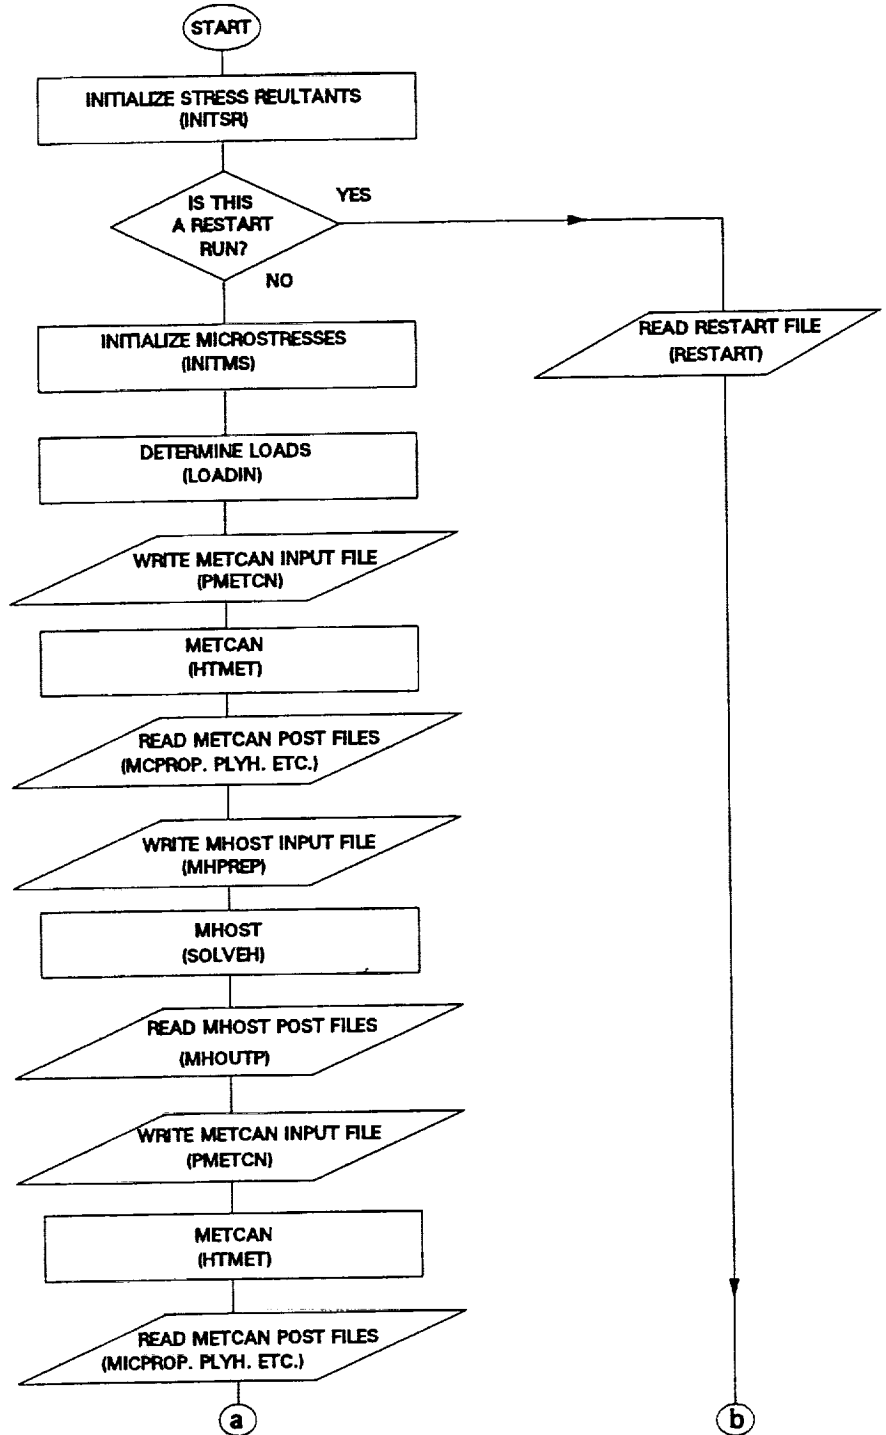 START
INITIALIZE STRESS REULTANTS
(INITSR)
IS THIS
A RESTART
RUN?
YES
NO
READ RESTART FILE
(RESTART)
INITIALIZE MICROSTRESSES
(INITMS)
DETERMINE LOADS
(LOADIN)
WRITE METCAN INPUT FILE
(PMETCN)
METCAN
(HTMET)
READ METCAN POST FILES
(MCPROP. PLYH. ETC.)
WRITE MHOST INPUT FILE
(MHPREP)
MHOST
(SOLVEH)
READ MHOST POST FILES
(MHOUTP)
WRITE METCAN INPUT FILE
(PMETCN)
METCAN
(HTMET)
READ METCAN POST FILES
(MICPROP. PLYH. ETC.)
a
b